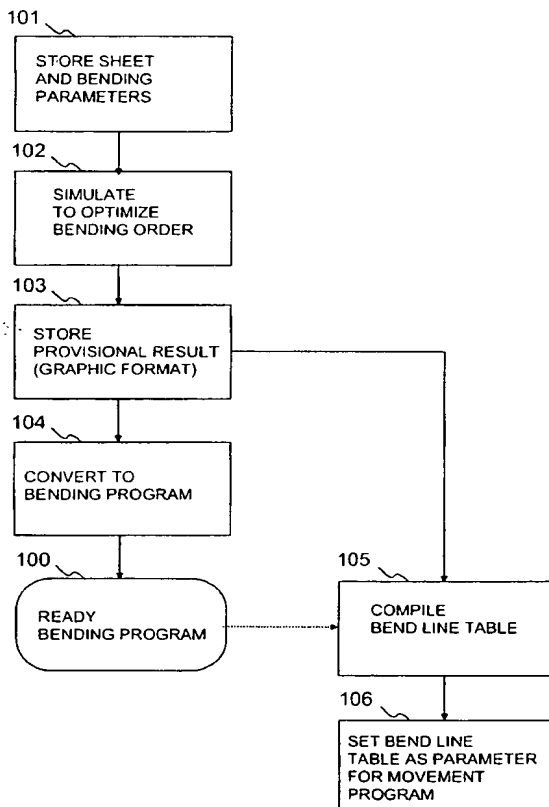 101
STORE SHEET
AND BENDING
PARAMETERS
102
SIMULATE
TO OPTIMIZE
BENDING ORDER
103
STORE
PROVISIONAL RESULT
(GRAPHIC FORMAT)
104
CONVERT TO
BENDING PROGRAM
100
READY
BENDING PROGRAM
105
COMPILE
BEND LINE TABLE
106
SET BEND LINE
TABLE AS PARAMETER
FOR MOVEMENT
PROGRAM